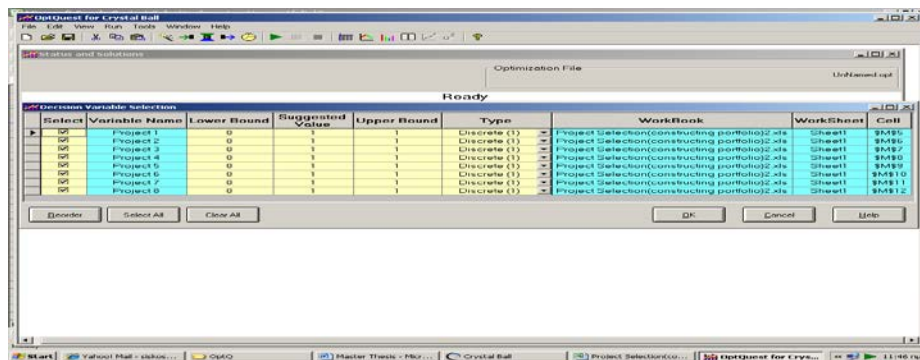 OptQuest for Crystal Ball
File Edit View Run Tools Window Help
Status and Solutions
Optimization File
UnNamed.opt
Ready
Decision Variable Selection
Select Variable Name Lower Bound Suggested Value Upper Bound Type WorkBook WorkSheet Cell
Project 1 0 1 1 Discrete (1) Project Selection(constructing portfolio)2.xls Sheet1 $M$5
Project 2 0 1 1 Discrete (1) Project Selection(constructing portfolio)2.xls Sheet1 $M$6
Project 3 0 1 1 Discrete (1) Project Selection(constructing portfolio)2.xls Sheet1 $M$7
Project 4 0 1 1 Discrete (1) Project Selection(constructing portfolio)2.xls Sheet1 $M$8
Project 5 0 1 1 Discrete (1) Project Selection(constructing portfolio)2.xls Sheet1 $M$9
Project 6 0 1 1 Discrete (1) Project Selection(constructing portfolio)2.xls Sheet1 $M$10
Project 7 0 1 1 Discrete (1) Project Selection(constructing portfolio)2.xls Sheet1 $M$11
Project 8 0 1 1 Discrete (1) Project Selection(constructing portfolio)2.xls Sheet1 $M$12
Reorder Select All Clear All OK Cancel Help
Start Yahoo! Mail - OptQ Master Thesis - Micr... Crystal Ball Project Selection(co... OptQuest for Crys... 11:46